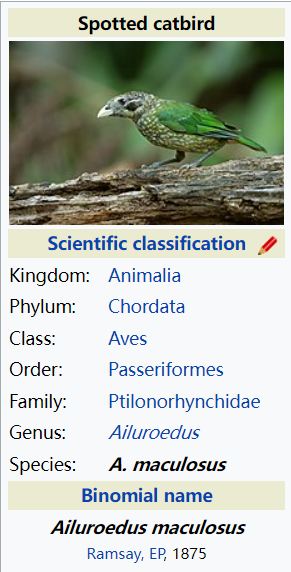 Spotted catbird
Scientific classification
Kingdom: Animalia
Phylum: Chordata
Class: Aves
Order: Passeriformes
Family: Ptilonorhynchidae
Genus: Ailuroedus
Species: A. maculosus
Binomial name
Ailuroedus maculosus
Ramsay, EP, 1875